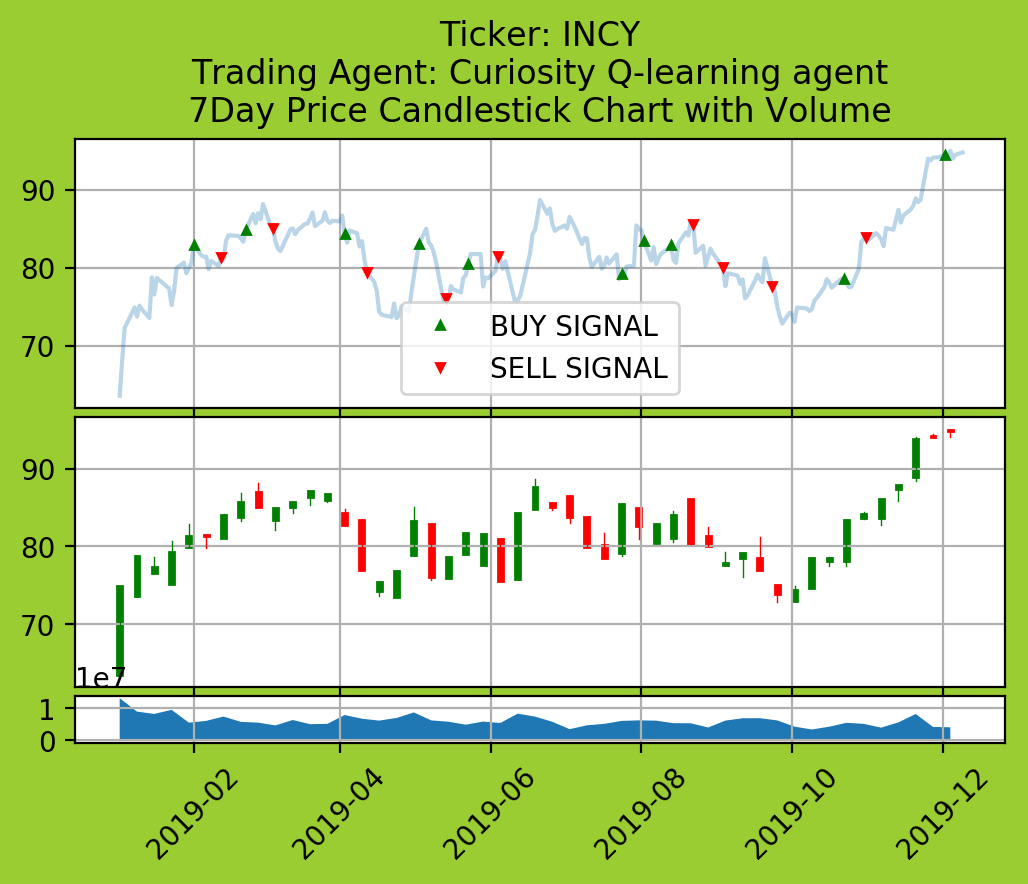 Ticker: INCY
Trading Agent: Curiosity Q-learning agent
7Day Price Candlestick Chart with Volume
90
80
70
BUY SIGNAL
SELL SIGNAL
90
80
70
1e7
1
0
2019-02
2019-04
2019-06
2019-08
2019-10
2019-12